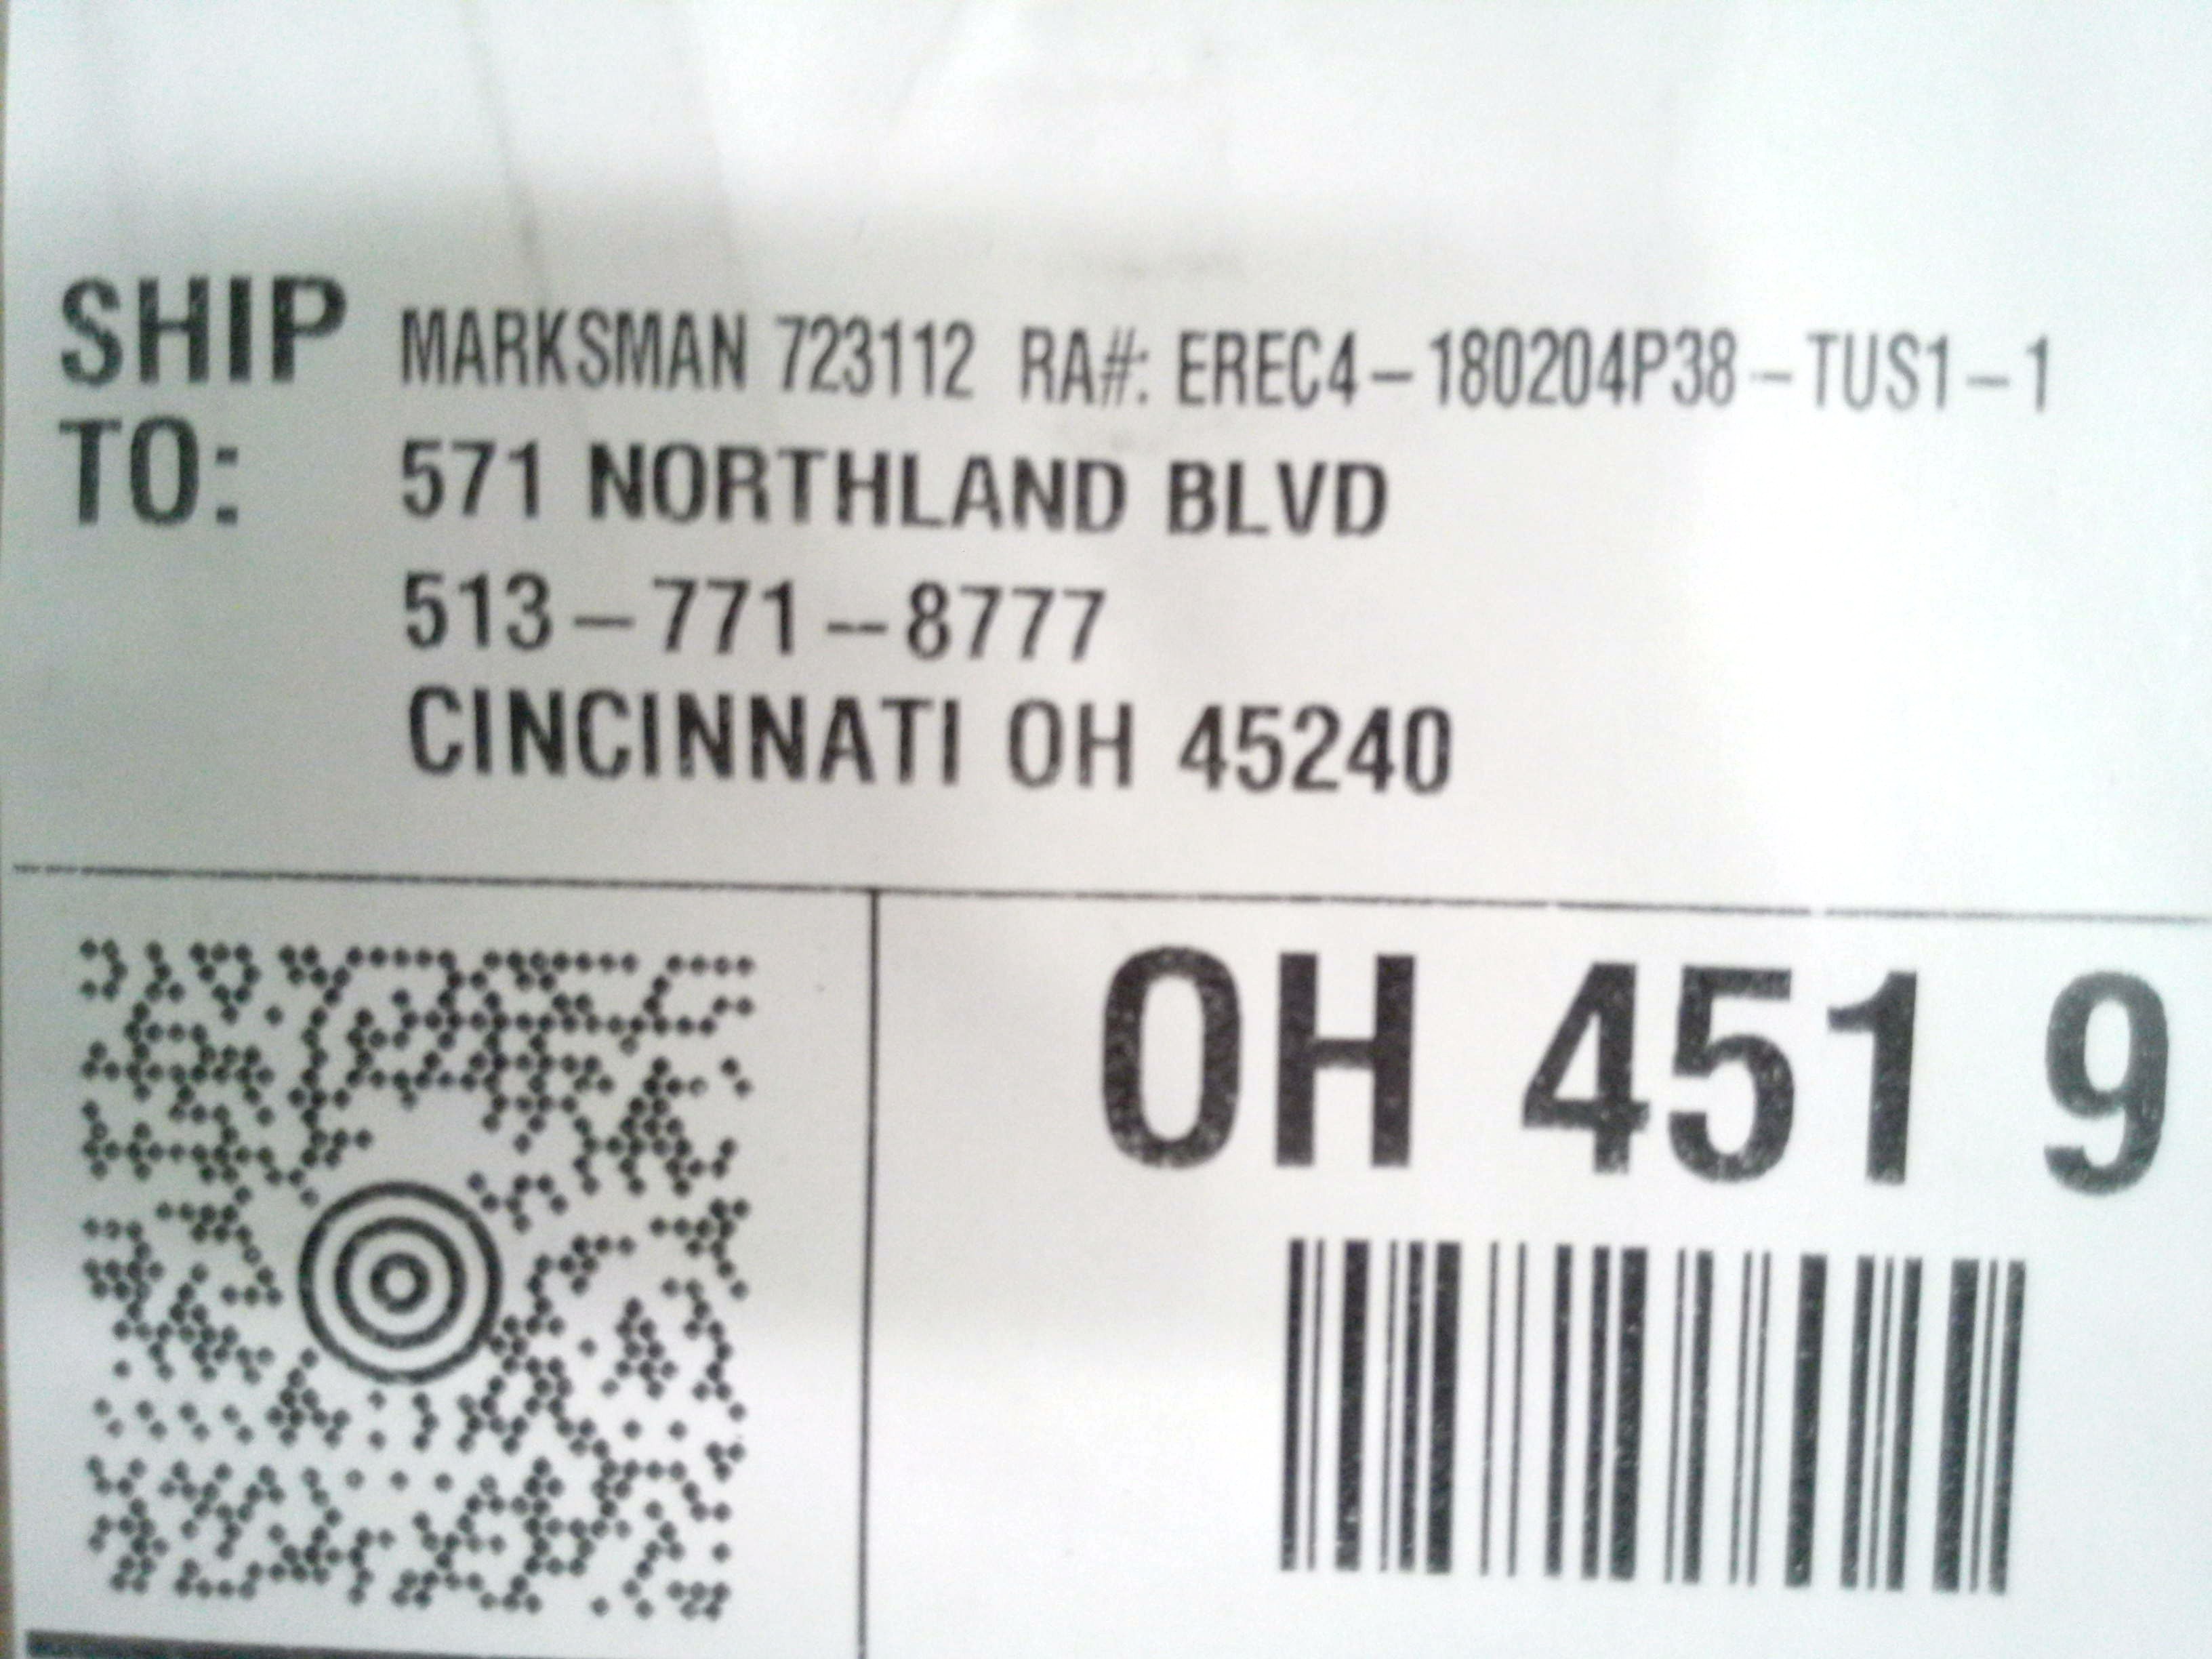 SHIP TO:
MARKSMAN 723112 RA#: EREC4-180204P38-TUS1-1
571 NORTHLAND BLVD
513-771-8777
CINCINNATI OH 45240
OH 451 9